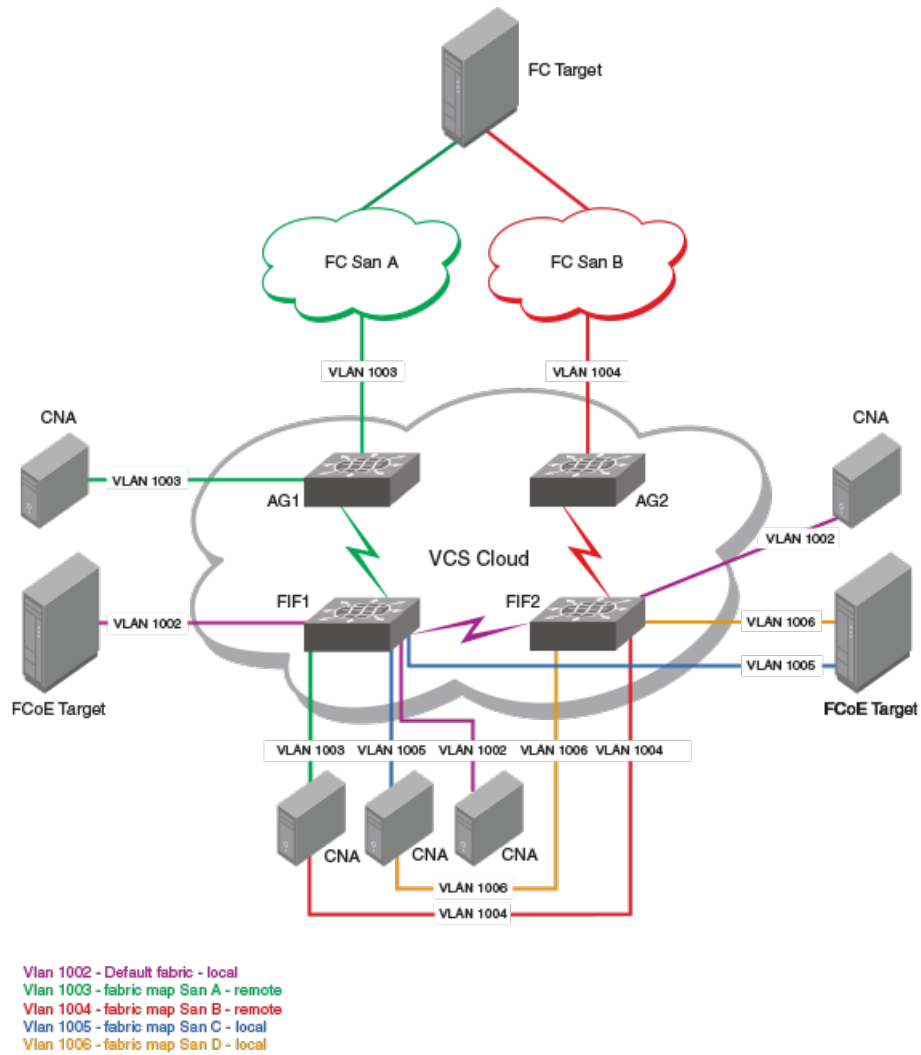 FC Target
FC San A
FC San B
VLAN 1003
VLAN 1004
CNA
CNA
VLAN 1003
AG1
AG2
VLAN 1002
VCS Cloud
FIF1
FIF2
VLAN 1002
VLAN 1006
VLAN 1005
FCoE Target
FCoE Target
VLAN 1003
VLAN 1005
VLAN 1002
VLAN 1006
VLAN 1004
CNA
CNA
CNA
VLAN 1006
VLAN 1004
Vlan 1002 - Default fabric - local
Vlan 1003 - fabric map San A - remote
Vlan 1004 - fabric map San B - remote
Vlan 1005 - fabric map San C - local
Vlan 1006 - fabric map San D - local